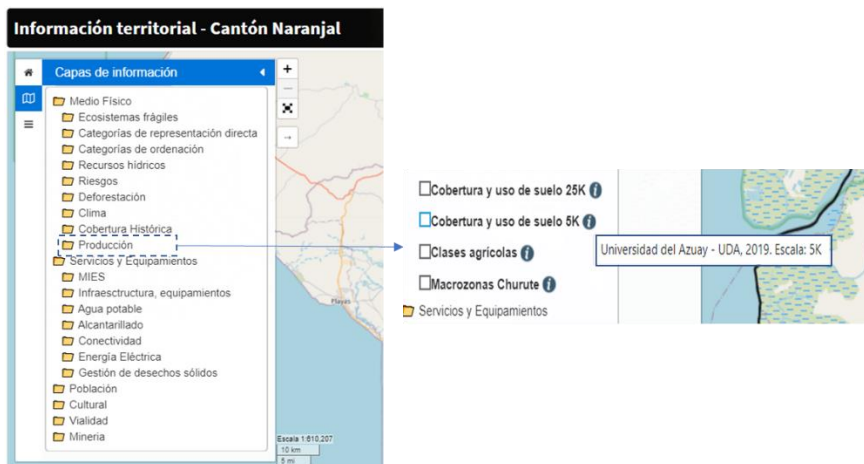 Información territorial - Cantón Naranjal
Capas de información
Medio Físico
Ecosistemas frágiles
Categorías de representación directa
Categorías de ordenación
Recursos hídricos
Riesgos
Deforestación
Clima
Cobertura Histórica
Producción
Servicios y Equipamientos
MIES
Infraesctructura, equipamientos
Agua potable
Alcantarillado
Conectividad
Energía Eléctrica
Gestión de desechos sólidos
Población
Cultural
Vialidad
Mineria
Playas
Escala 1:610,207
10 km
5 mi
Cobertura y uso de suelo 25K
Cobertura y uso de suelo 5K
Clases agrícolas
Macrozonas Churute
Servicios y Equipamientos
Universidad del Azuay - UDA, 2019. Escala: 5K